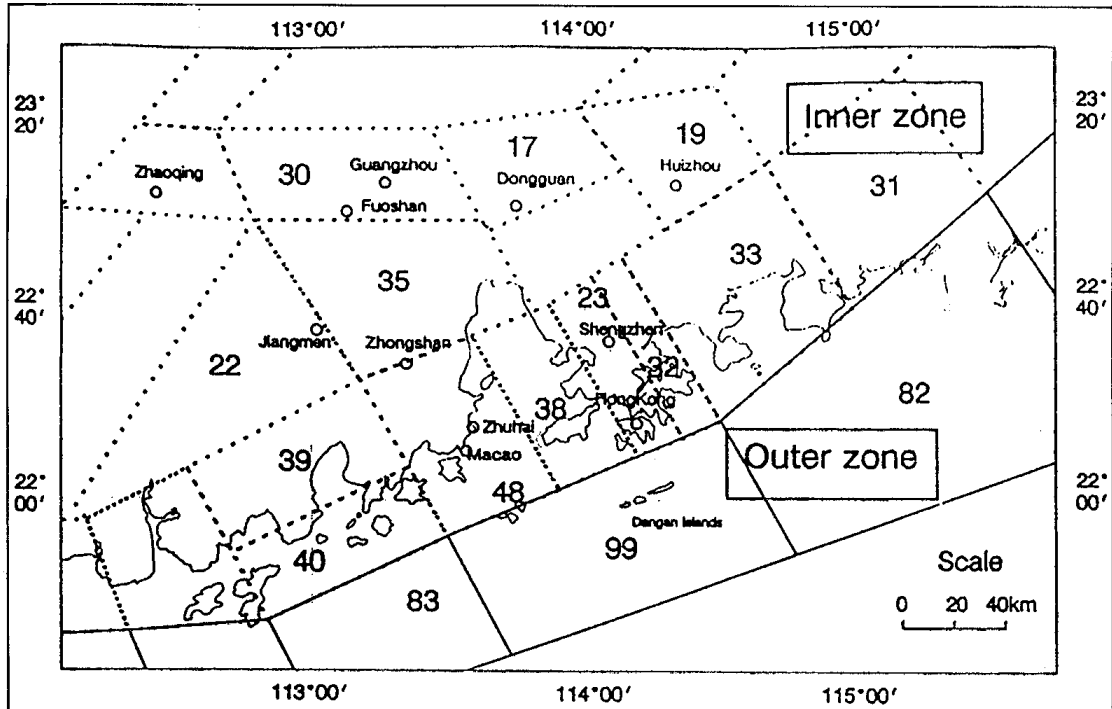 113°00′ 114°00′ 115°00′
23°
20′
23°
20′
Inner zone
17
19
30
Guangzhou
Huizhou
Zhaoqing
Dongguan
31
Fuoshan
33
35
22°
40′
22°
40′
23
Shengzhen
Jiangmen
Zhongshan
22
32
HongKong
82
38
Zhuhai
Macao
39
Outer zone
22°
00′
22°
00′
48
Dangan Islands
99
40
83
Scale
0 20 40km
113°00′ 114°00′ 115°00′